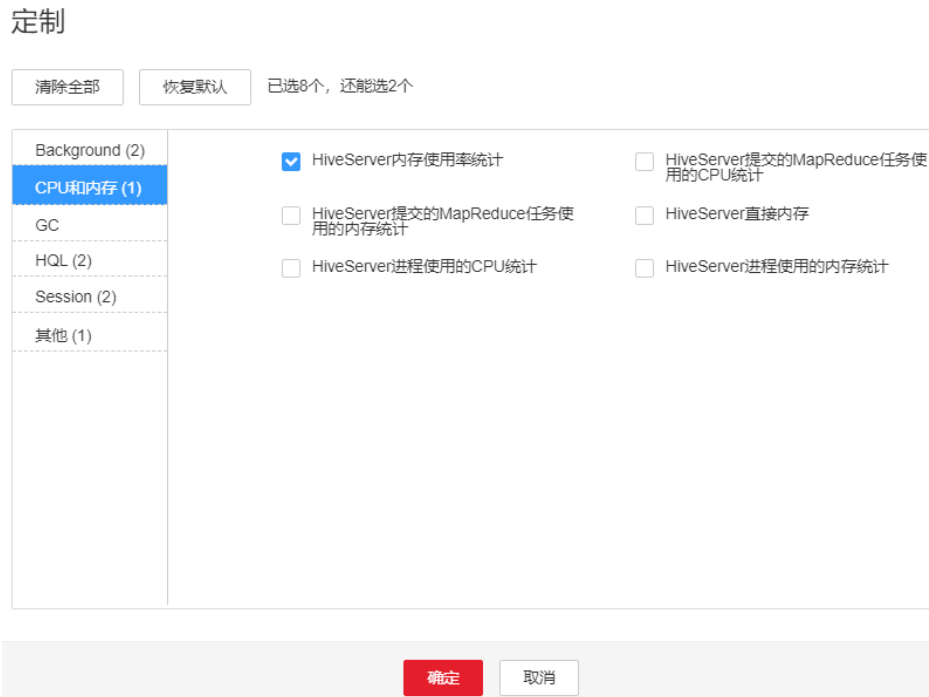 定制
清除全部
恢复默认
已选8个，还能选2个
Background (2)
CPU和内存 (1)
GC
HQL (2)
Session (2)
其他 (1)
HiveServer内存使用率统计
HiveServer提交的MapReduce任务使
用的CPU统计
HiveServer提交的MapReduce任务使
用的内存统计
HiveServer直接内存
HiveServer进程使用的CPU统计
HiveServer进程使用的内存统计
确定
取消